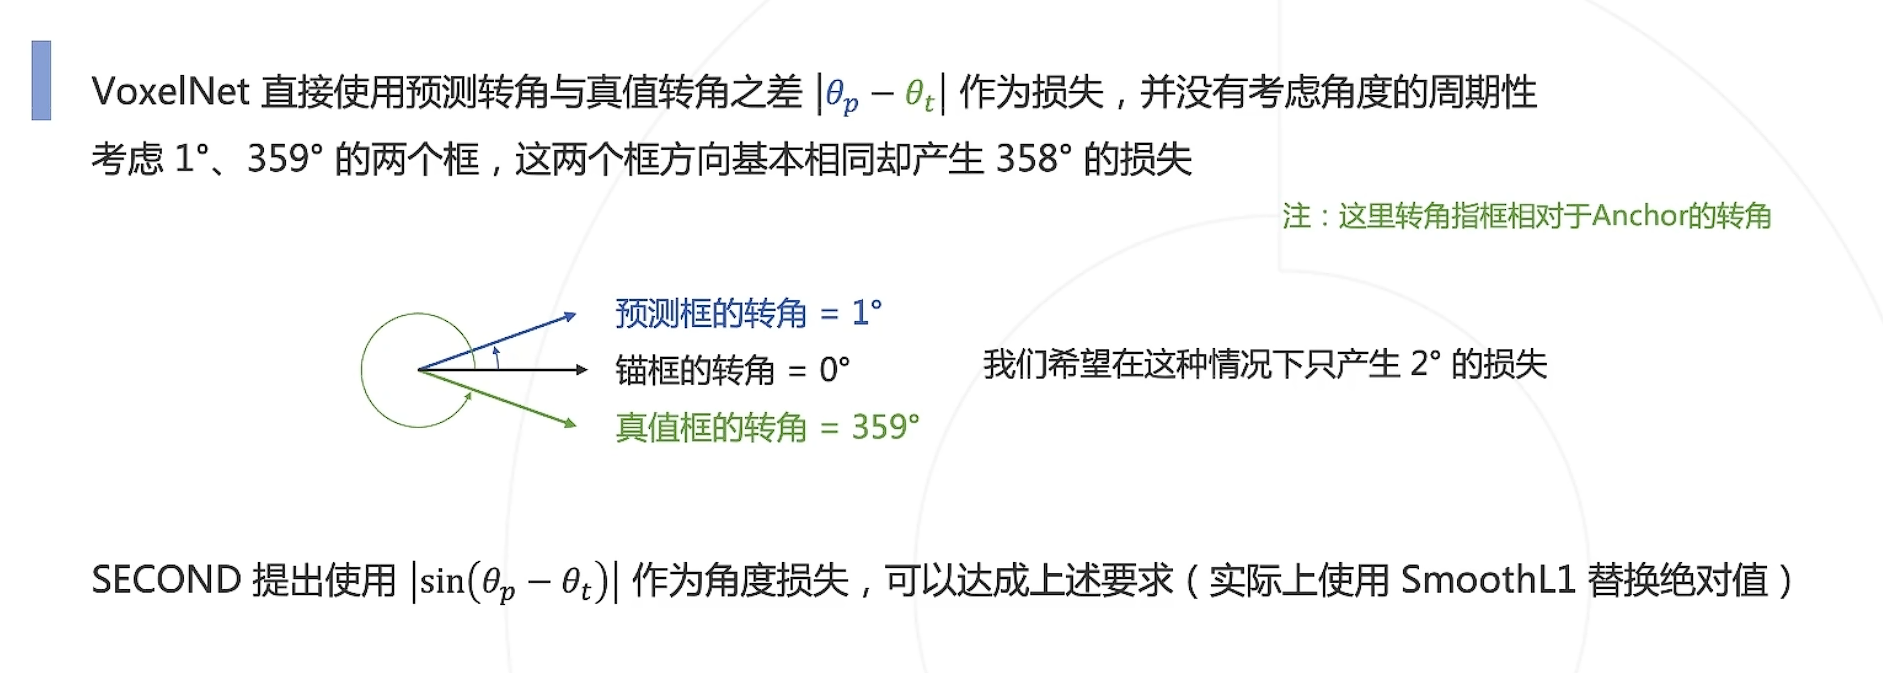 VoxelNet 直接使用预测转角与真值转角之差 |θp − θt| 作为损失，并没有考虑角度的周期性
考虑 1°、359° 的两个框，这两个框方向基本相同却产生 358° 的损失
注：这里转角指框相对于Anchor的转角
预测框的转角 = 1°
锚框的转角 = 0°
我们希望在这种情况下只产生 2° 的损失
真值框的转角 = 359°
SECOND 提出使用 |sin(θp − θt)| 作为角度损失，可以达成上述要求（实际上使用 SmoothL1 替换绝对值）